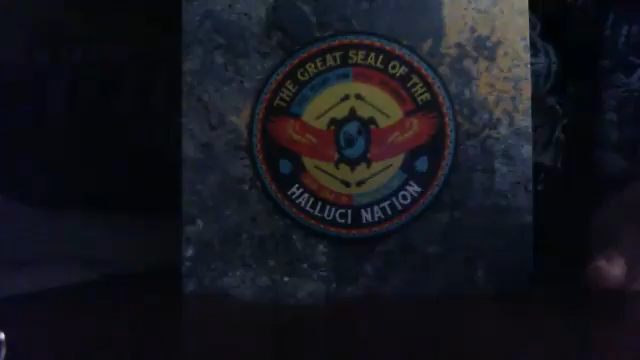 THE GREAT SEAL OF THE
HALLUCI NATION